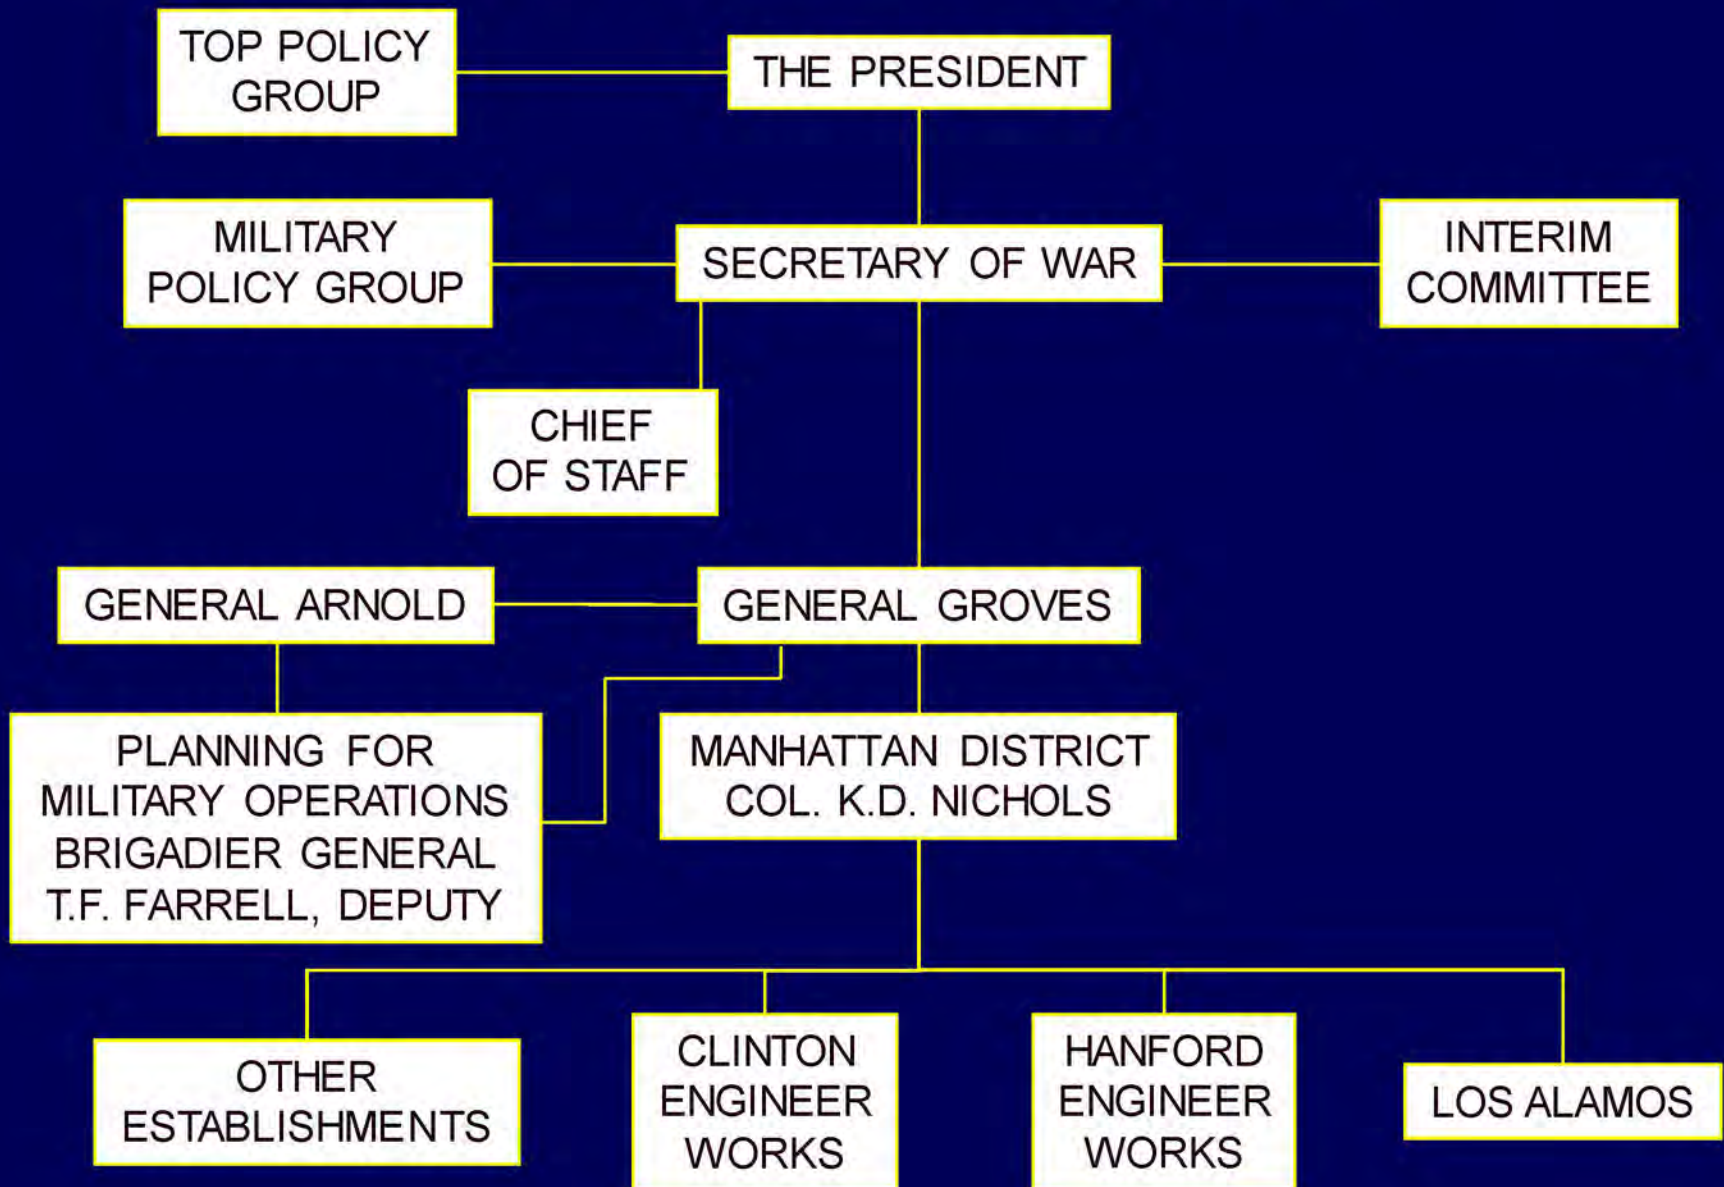 TOP POLICY
GROUP
THE PRESIDENT
MILITARY
POLICY GROUP
SECRETARY OF WAR
INTERIM
COMMITTEE
CHIEF
OF STAFF
GENERAL ARNOLD
GENERAL GROVES
PLANNING FOR
MILITARY OPERATIONS
BRIGADIER GENERAL
T.F. FARRELL, DEPUTY
MANHATTAN DISTRICT
COL. K.D. NICHOLS
OTHER
ESTABLISHMENTS
CLINTON
ENGINEER
WORKS
HANFORD
ENGINEER
WORKS
LOS ALAMOS